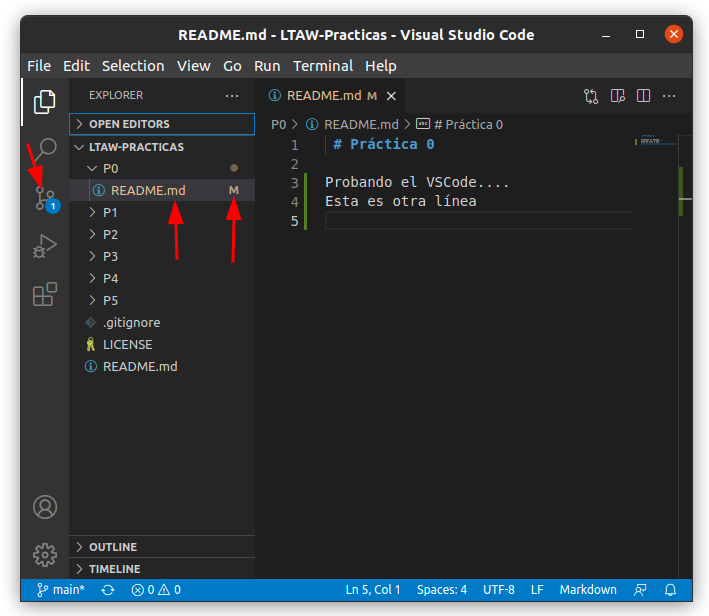 README.md - LTAW-Practicas - Visual Studio Code
File Edit Selection View Go Run Terminal Help
EXPLORER
OPEN EDITORS
LTAW-PRACTICAS
P0
README.md M
P1
P2
P3
P4
P5
.gitignore
LICENSE
README.md
OUTLINE
TIMELINE
1
README.md M
P0 > README.md > # Práctica 0
1 # Práctica 0
2
3 Probando el VSCode....
4 Esta es otra línea
5
main* 0 0 Ln 5, Col 1 Spaces: 4 UTF-8 LF Markdown